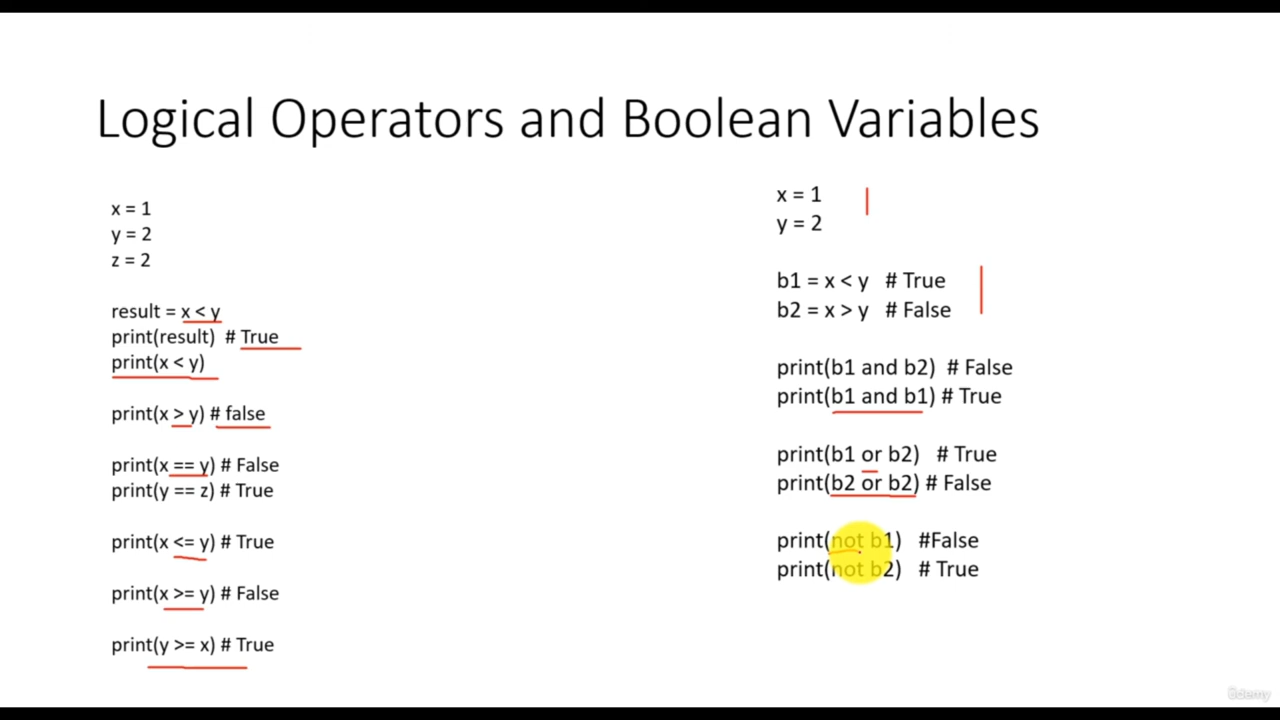 Logical Operators and Boolean Variables
x = 1
y = 2
z = 2
result = x < y
print(result)  # True
print(x < y)
print(x > y) # false
print(x == y) # False
print(y == z) # True
print(x <= y) # True
print(x >= y) # False
print(y >= x) # True
x = 1
y = 2
b1 = x < y   # True
b2 = x > y   # False
print(b1 and b2)  # False
print(b1 and b1) # True
print(b1 or b2)   # True
print(b2 or b2) # False
print(not b1)   #False
print(not b2)   # True
Udemy